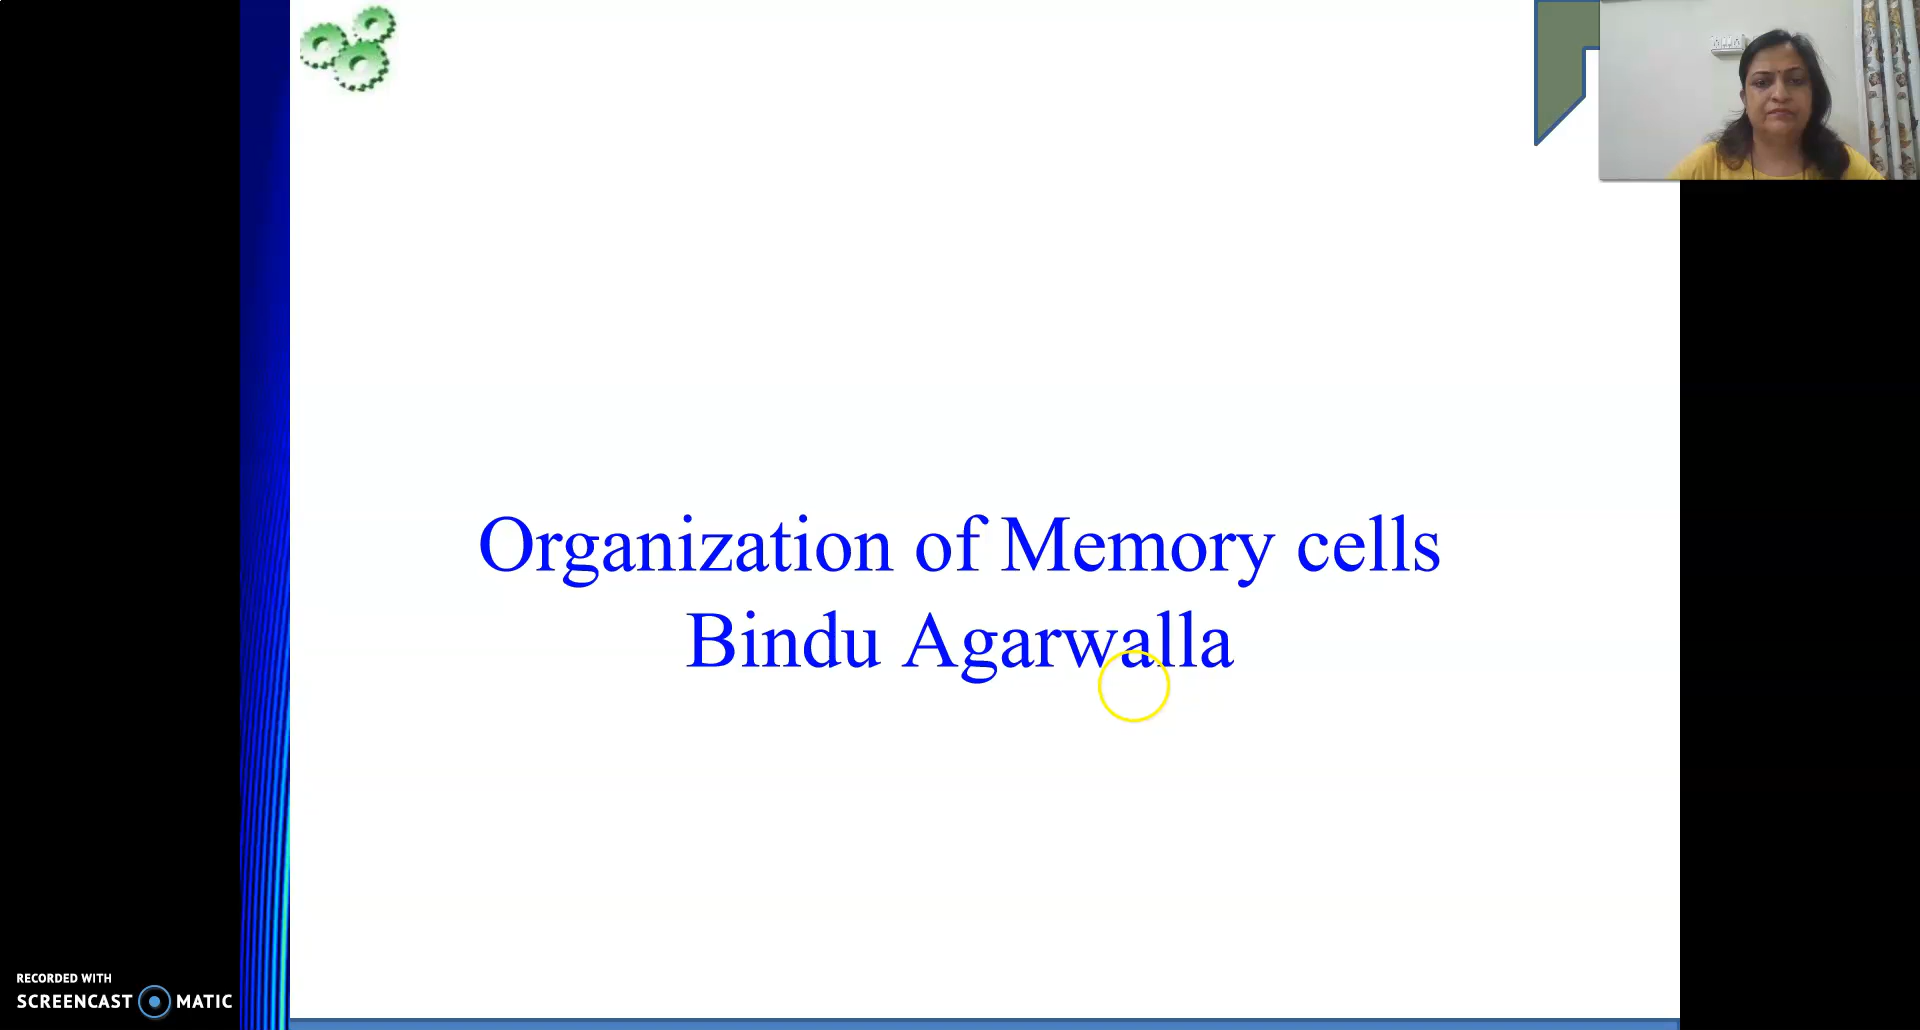 Organization of Memory cells
Bindu Agarwalla
RECORDED WITH
SCREENCAST MATIC